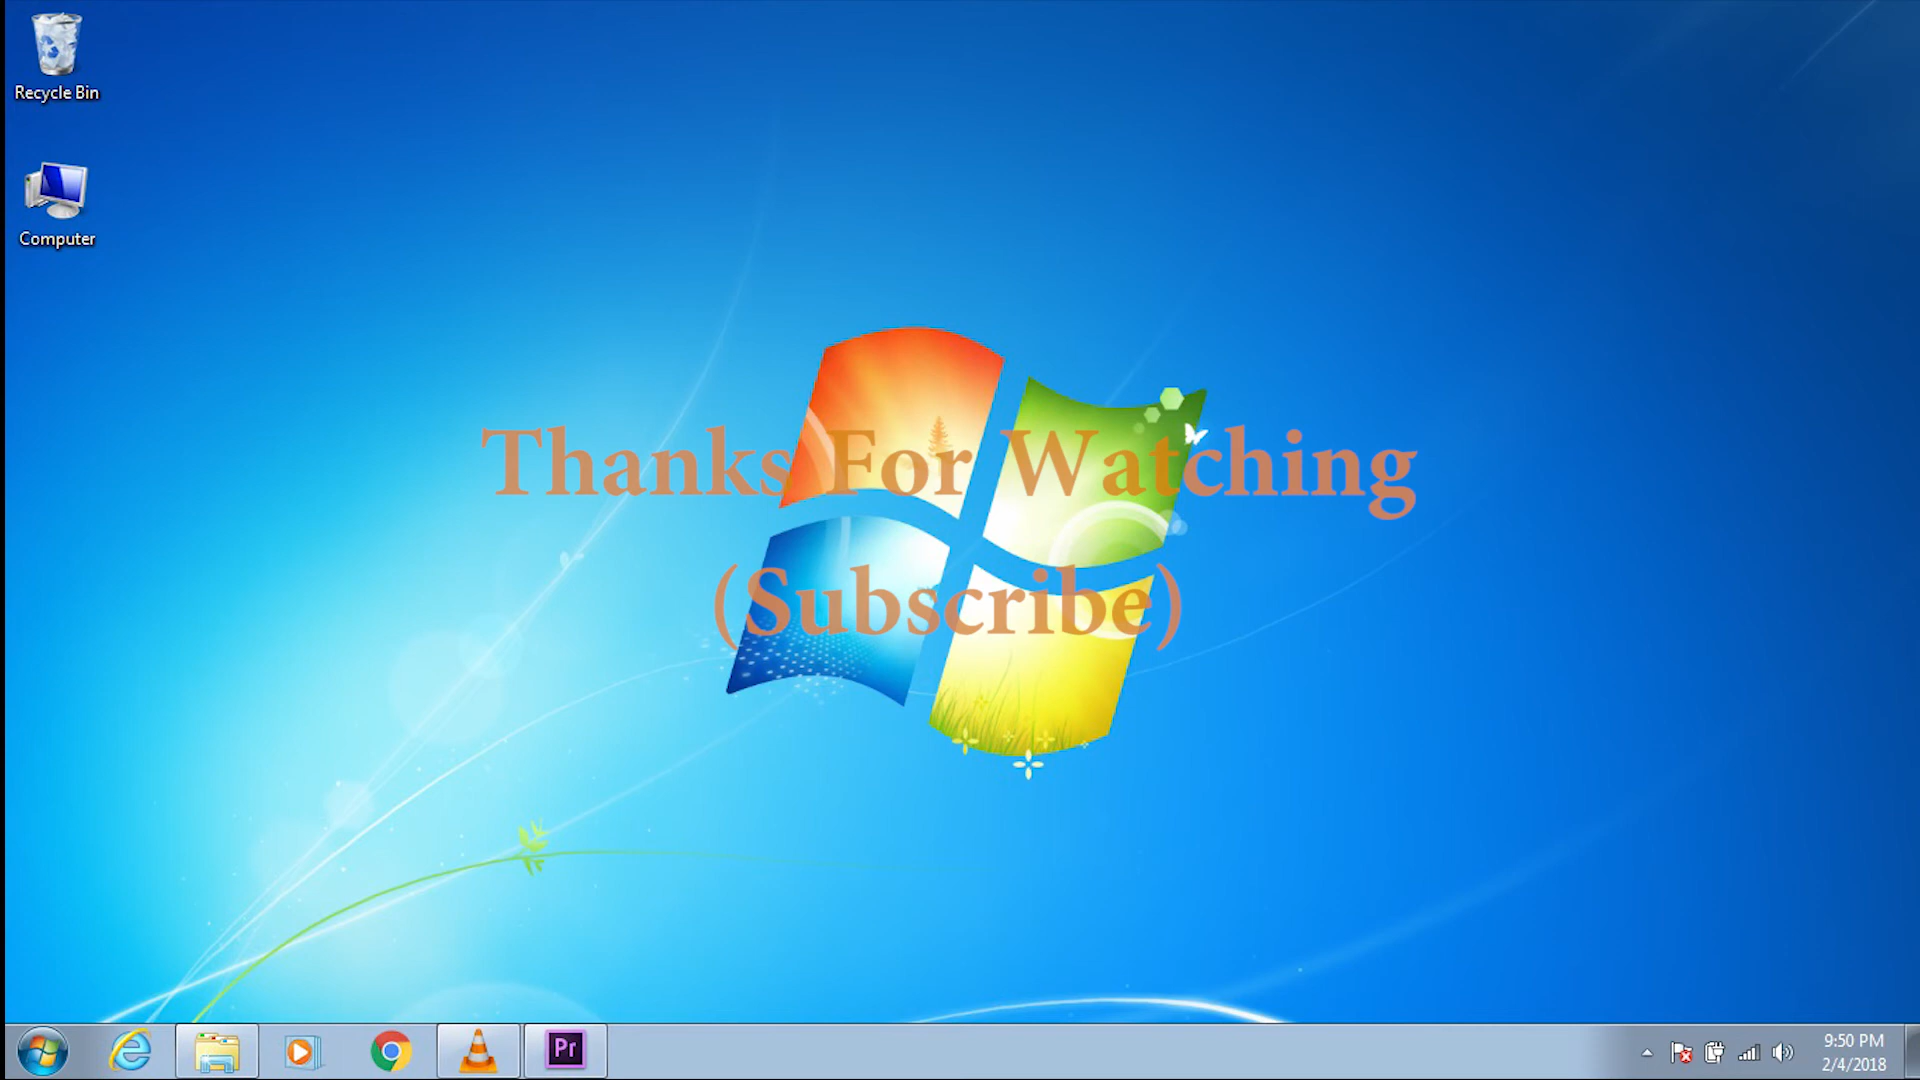 Recycle Bin
Computer
Thanks For Watching
(Subscribe)
Pr
9:50 PM
2/4/2018